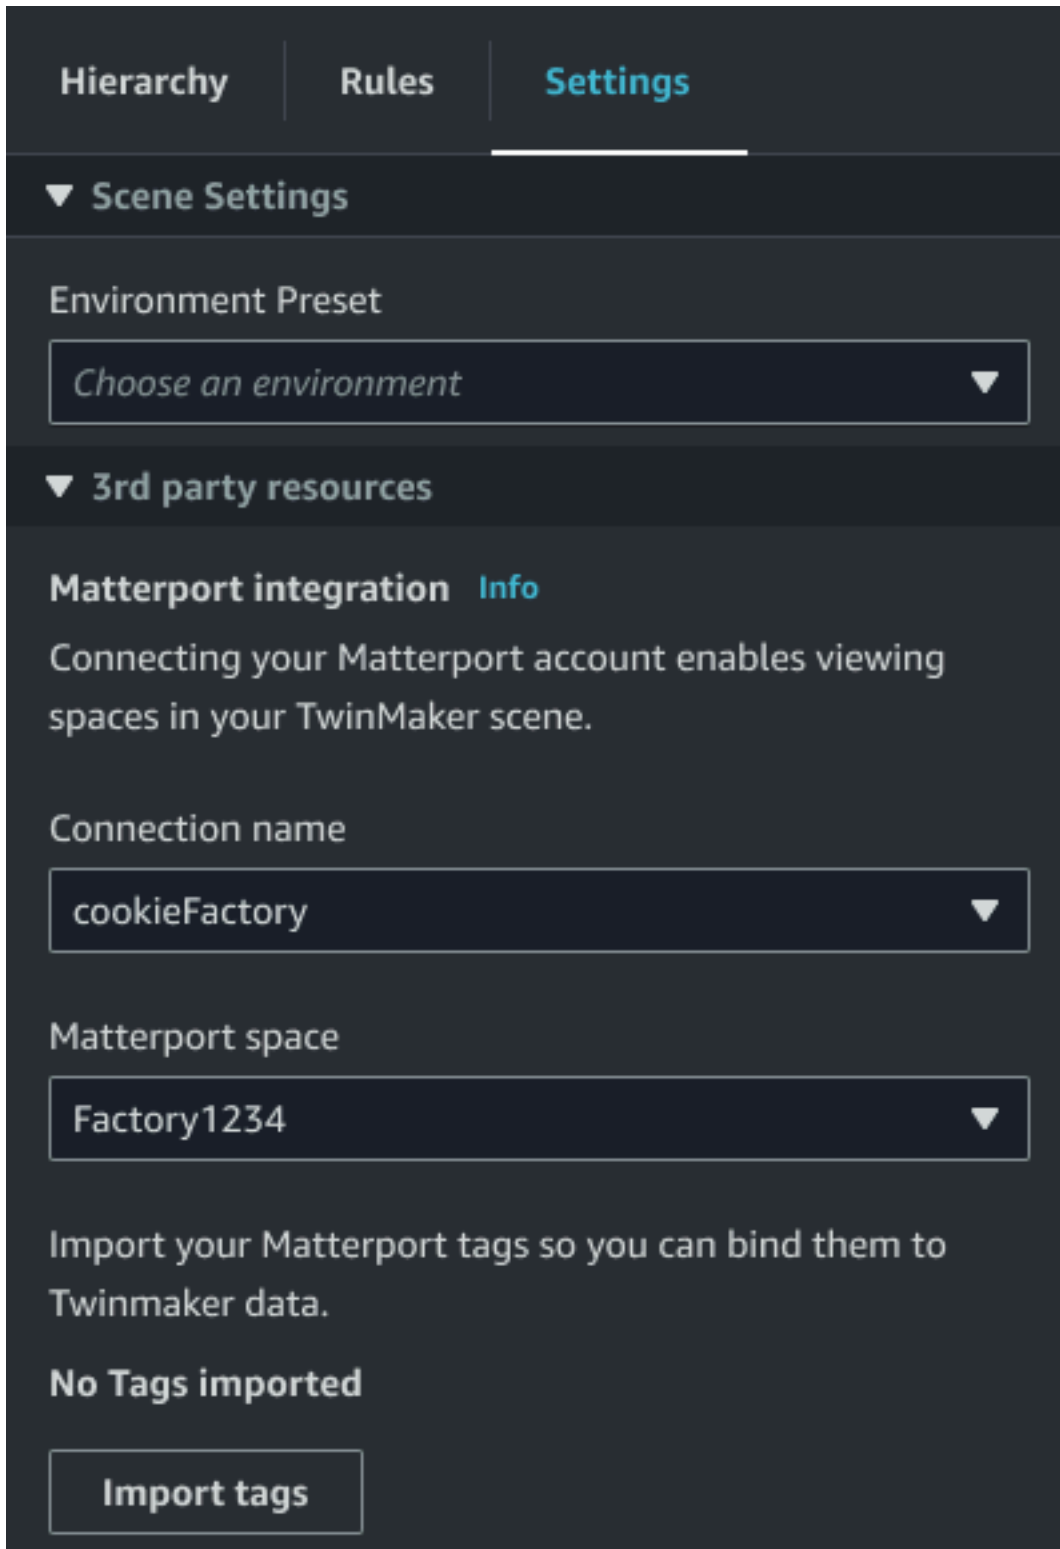 Hierarchy Rules Settings
Scene Settings
Environment Preset
Choose an environment
3rd party resources
Matterport integration Info
Connecting your Matterport account enables viewing
spaces in your TwinMaker scene.
Connection name
cookieFactory
Matterport space
Factory1234
Import your Matterport tags so you can bind them to
Twinmaker data.
No Tags imported
Import tags